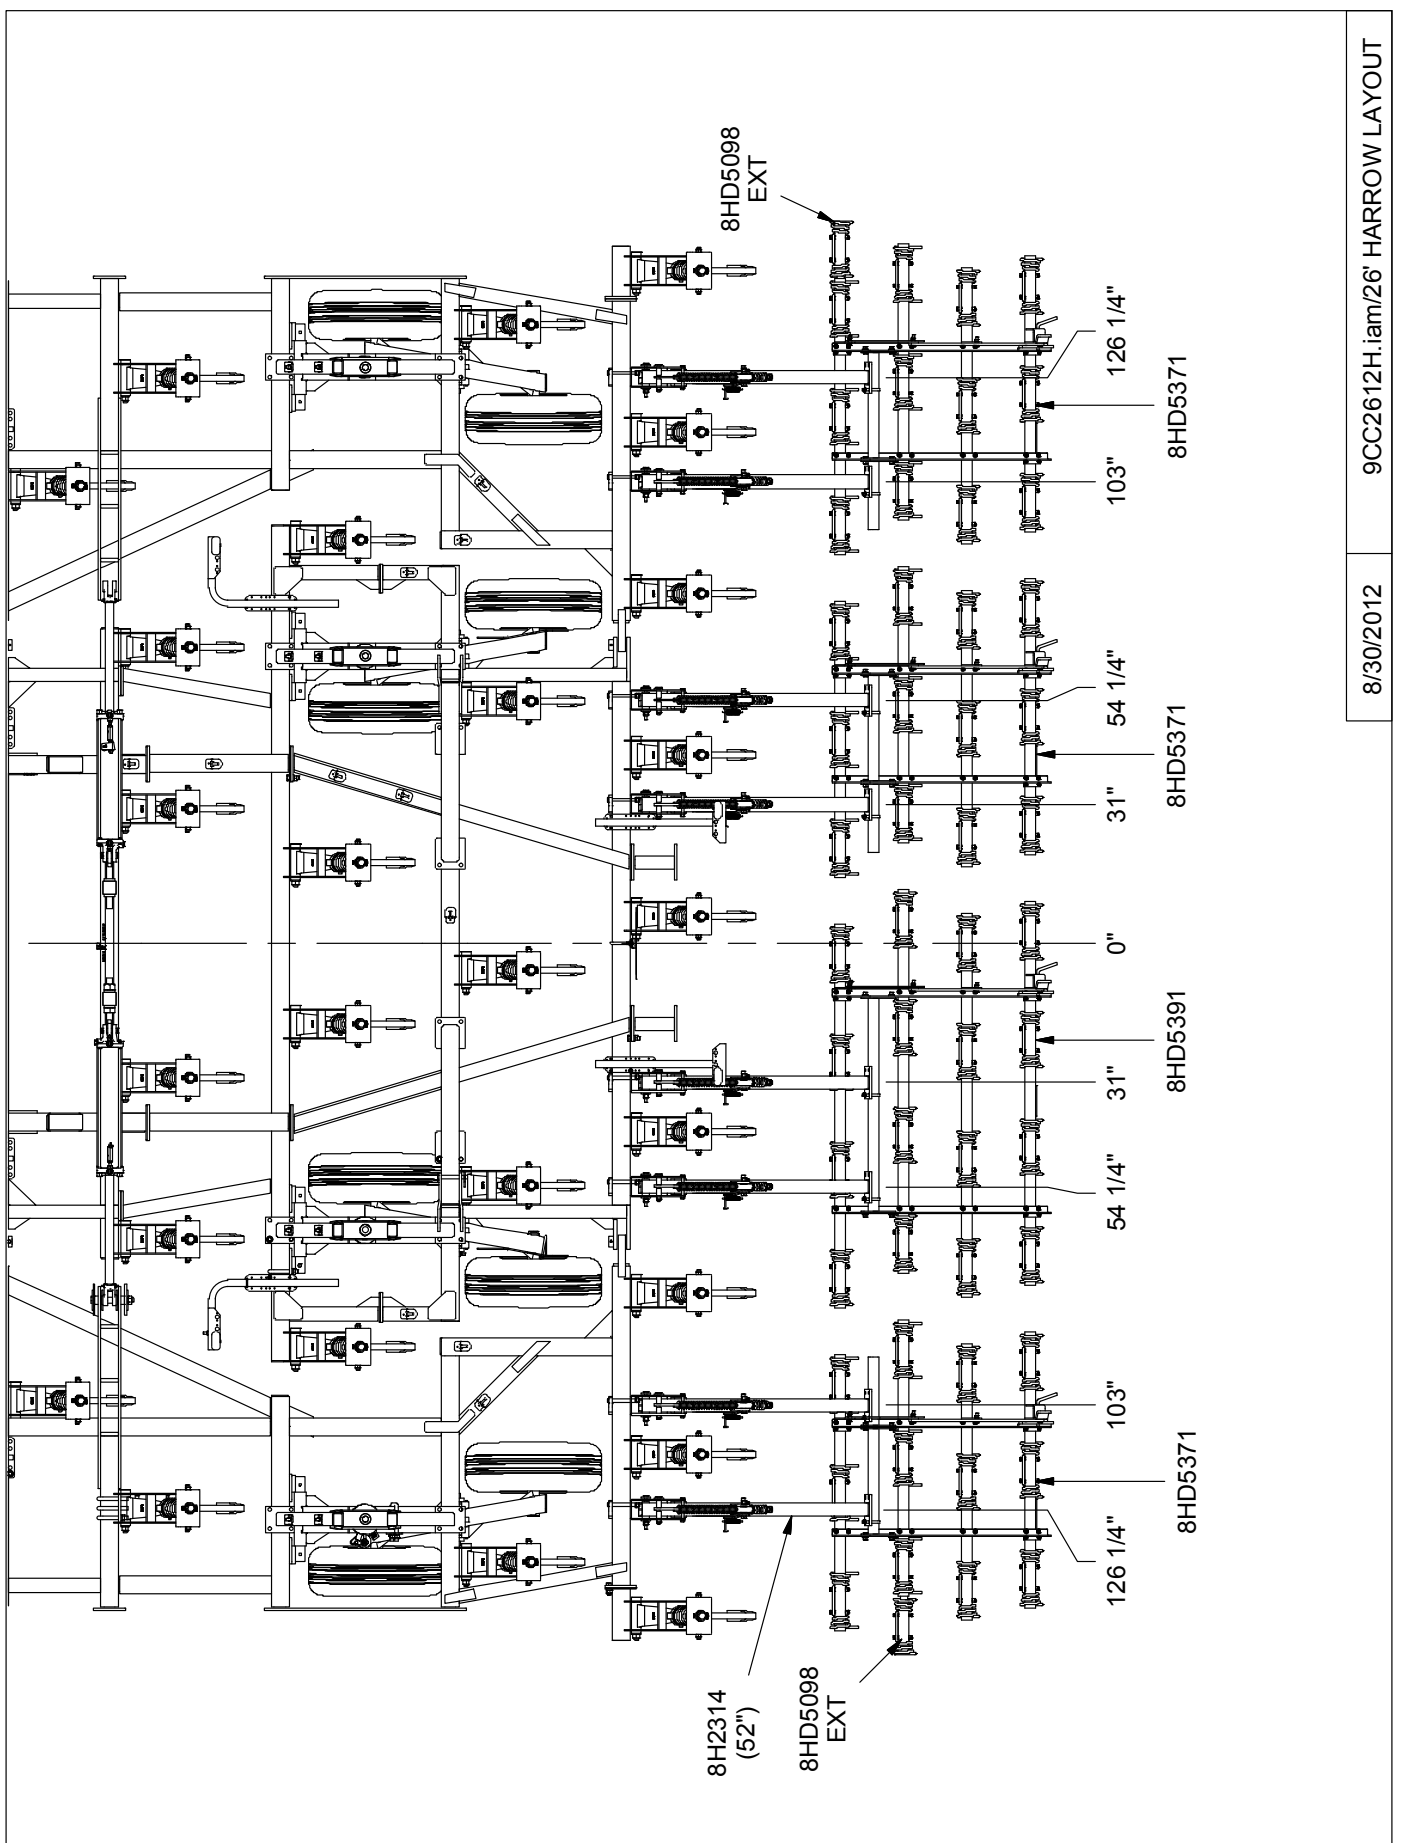 8H2314
(52")
8HD5098
EXT
8HD5098
EXT
126 1/4"
103"
54 1/4"
31"
0"
31"
54 1/4"
103"
126 1/4"
8HD5371
8HD5391
8HD5371
8HD5371
8/30/2012
9CC2612H.iam/26' HARROW LAYOUT